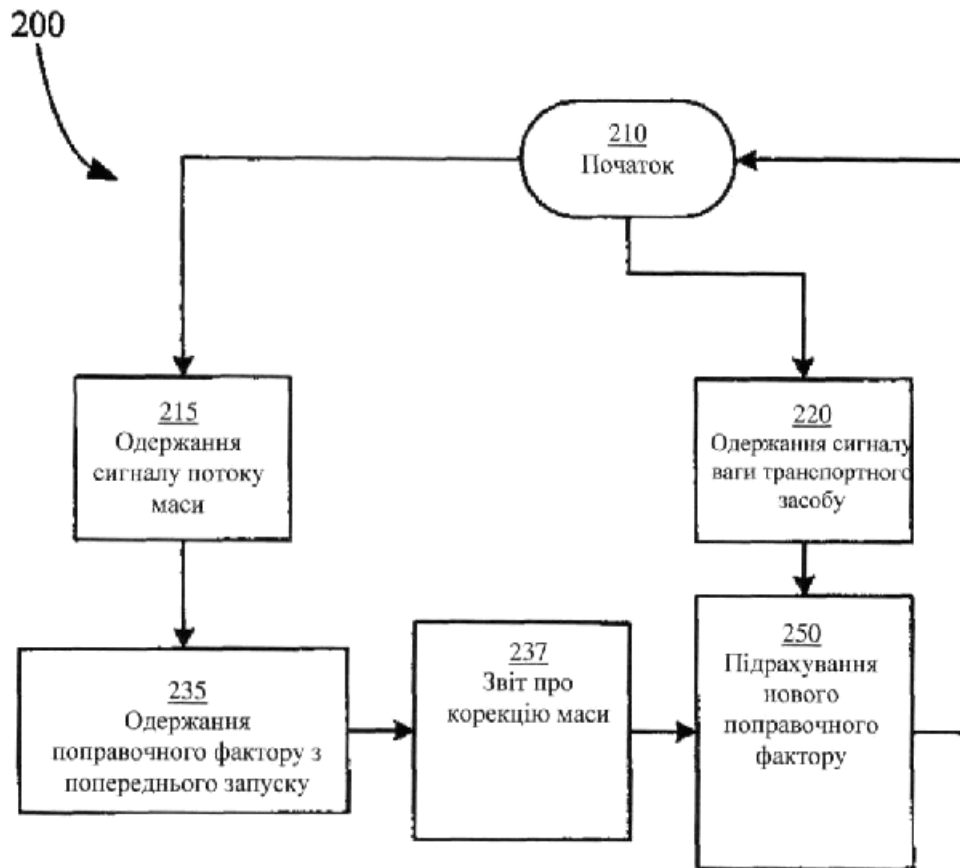 200
210
Початок
215
Одержання
сигналу потоку
маси
220
Одержання сигналу
ваги транспортного
засобу
235
Одержання
поправочного фактору з
попереднього запуску
237
Звіт про
корекцію маси
250
Підрахування
нового
поправочного
фактору